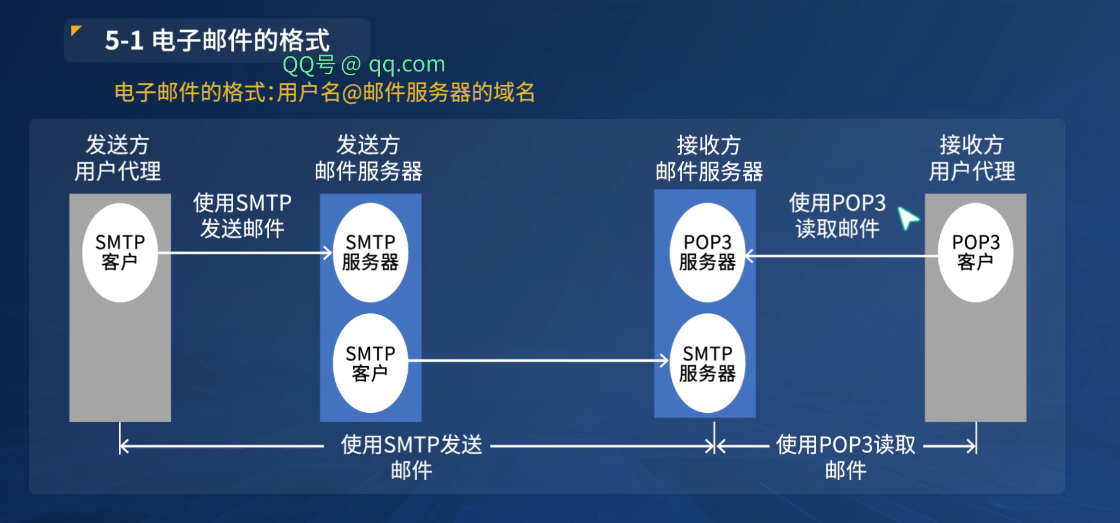 5-1 电子邮件的格式
QQ号@ qq.com
电子邮件的格式:用户名@邮件服务器的域名
发送方
用户代理
发送方
邮件服务器
接收方
邮件服务器
接收方
用户代理
使用SMTP
发送邮件
使用POP3
读取邮件
SMTP
客户
SMTP
服务器
POP3
服务器
POP3
客户
SMTP
客户
SMTP
服务器
使用SMTP发送
邮件
使用POP3读取
邮件